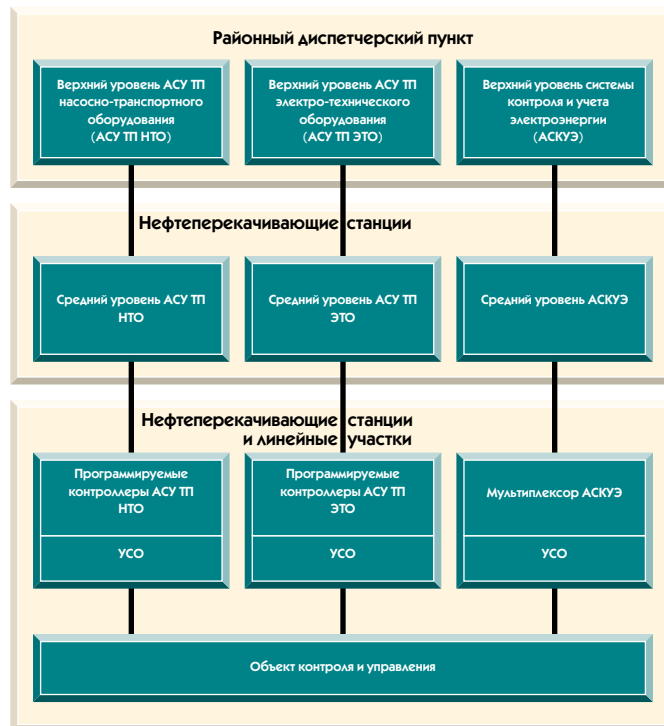 Районный диспетчерский пункт
Верхний уровень АСУ ТП
насосно-транспортного
оборудования
(АСУ ТП НТО)
Верхний уровень АСУ ТП
электро-технического
оборудования
(АСУ ТП ЭТО)
Верхний уровень системы
контроля и учета
электроэнергии
(АСКУЭ)
Нефтеперекачивающие станции
Средний уровень АСУ ТП
НТО
Средний уровень АСУ ТП
ЭТО
Средний уровень АСКУЭ
Нефтеперекачивающие станции
и линейные участки
Программируемые
контроллеры АСУ ТП
НТО
УСО
Программируемые
контроллеры АСУ ТП
ЭТО
УСО
Мультиплексор АСКУЭ
УСО
Объект контроля и управления